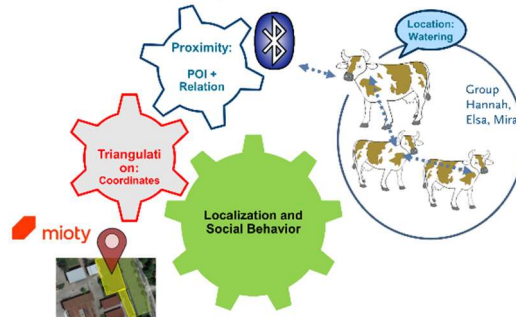 Proximity:
POI +
Relation
Location:
Watering
Group
Hannah,
Elsa, Mira
Triangulati
on:
Coordinates
Localization and
Social Behavior
mioty